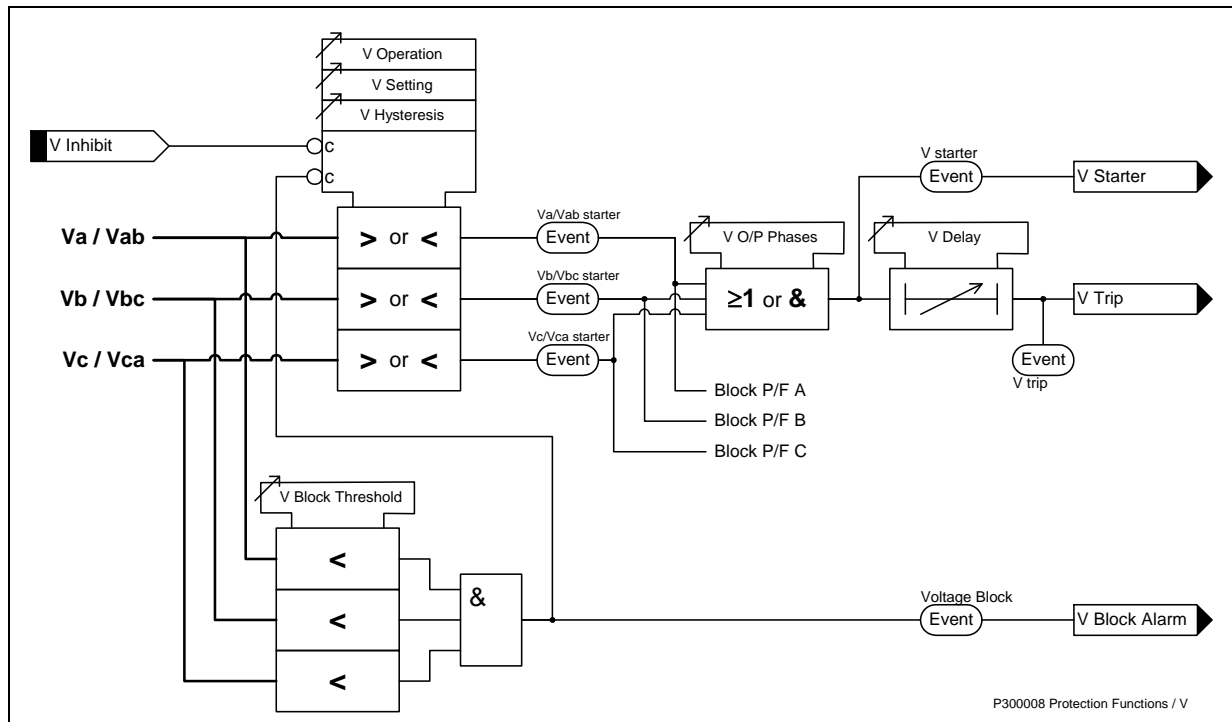 V Operation
V Setting
V Hysteresis
V Inhibit
c
c
V starter
Event
V Starter
Va / Vab
> or <
Va/Vab starter
Event
V O/P Phases
V Delay
Vb / Vbc
> or <
Vb/Vbc starter
Event
≥1 or &
V Trip
Vc / Vca
> or <
Vc/Vca starter
Event
Event
V trip
Block P/F A
Block P/F B
Block P/F C
V Block Threshold
<
&
<
<
Voltage Block
Event
V Block Alarm
P300008 Protection Functions / V